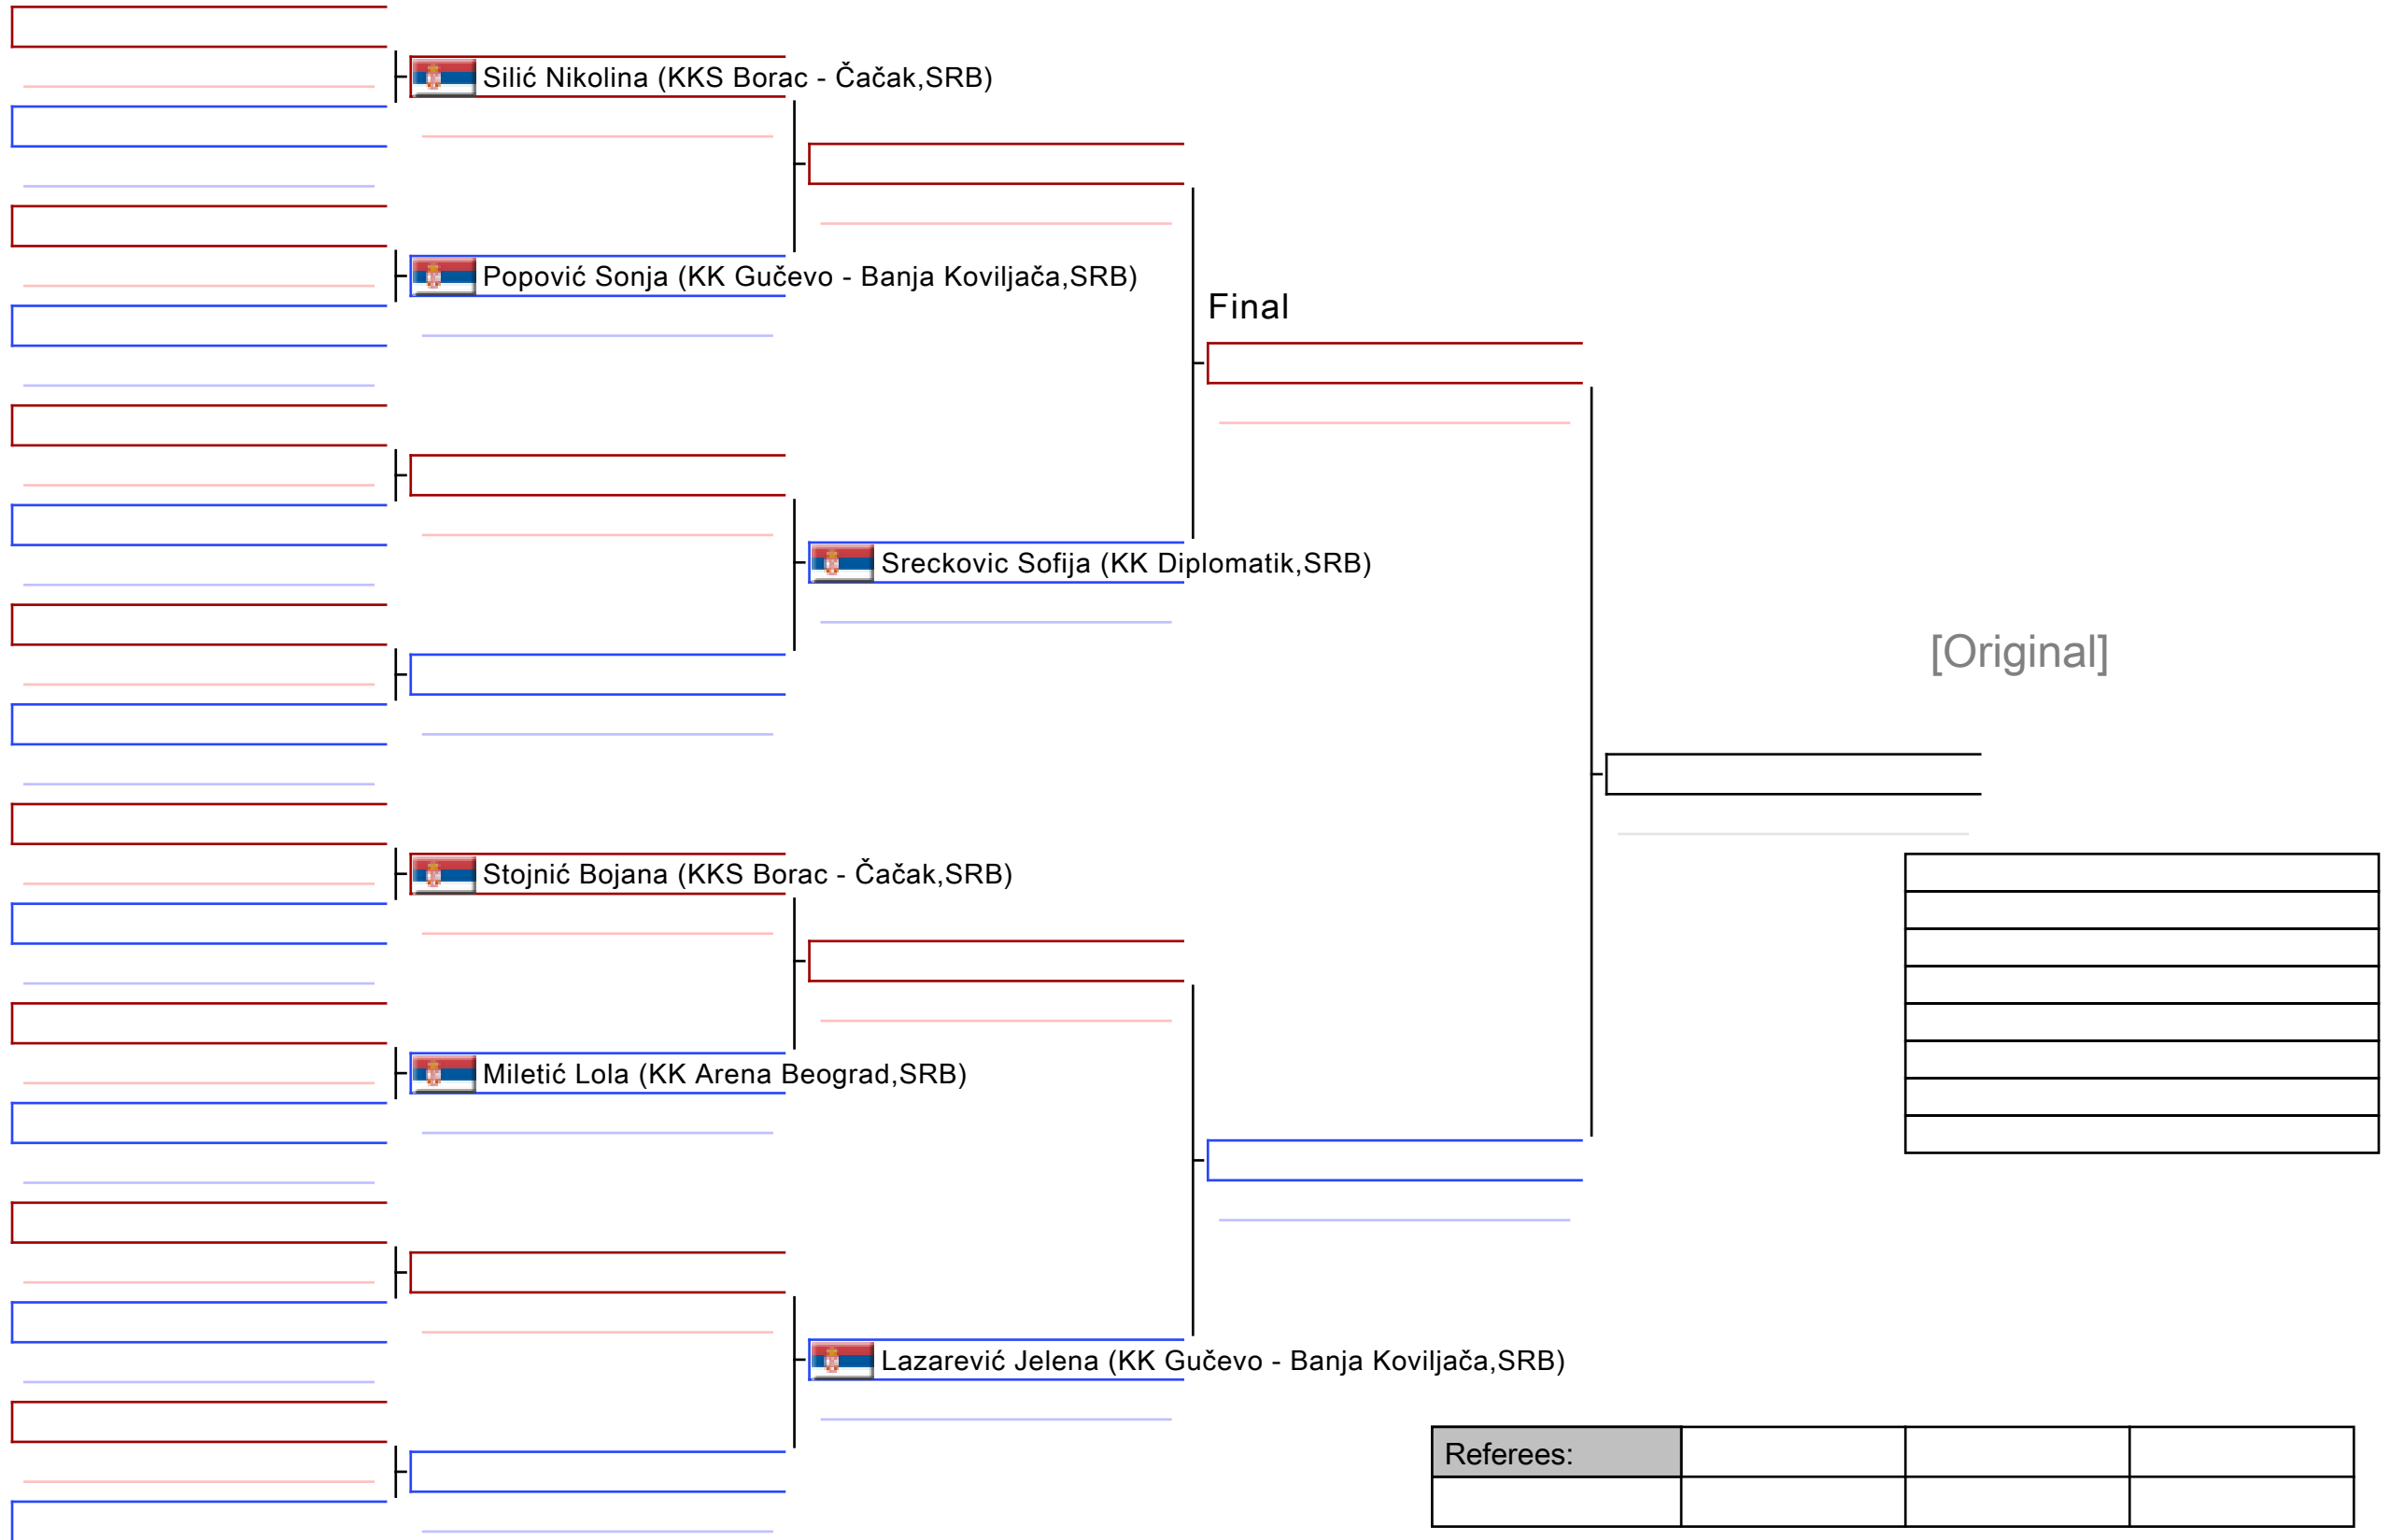 Silić Nikolina (KKS Borac - Čačak,SRB)
Popović Sonja (KK Gučevo - Banja Koviljača,SRB)
Final
Sreckovic Sofija (KK Diplomatik,SRB)
[Original]
Stojnić Bojana (KKS Borac - Čačak,SRB)
Miletić Lola (KK Arena Beograd,SRB)
Lazarević Jelena (KK Gučevo - Banja Koviljača,SRB)
Referees: